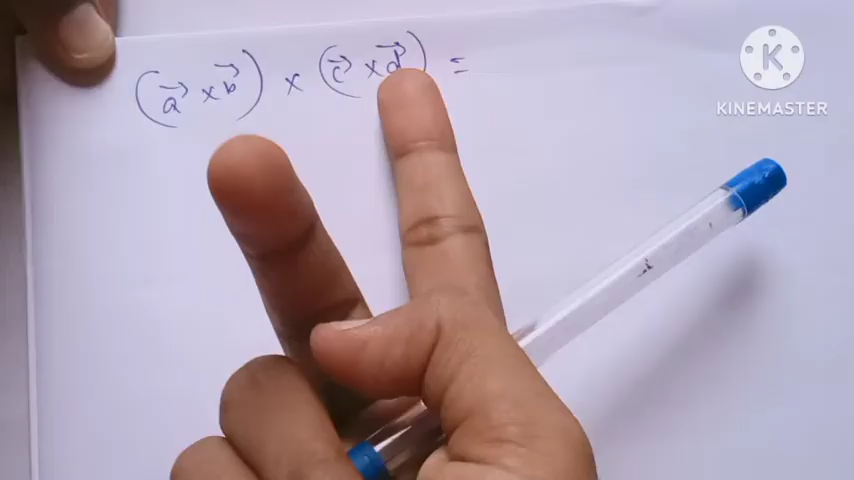 (a⃗ × b⃗) × (c⃗ × d⃗) =
KINEMASTER